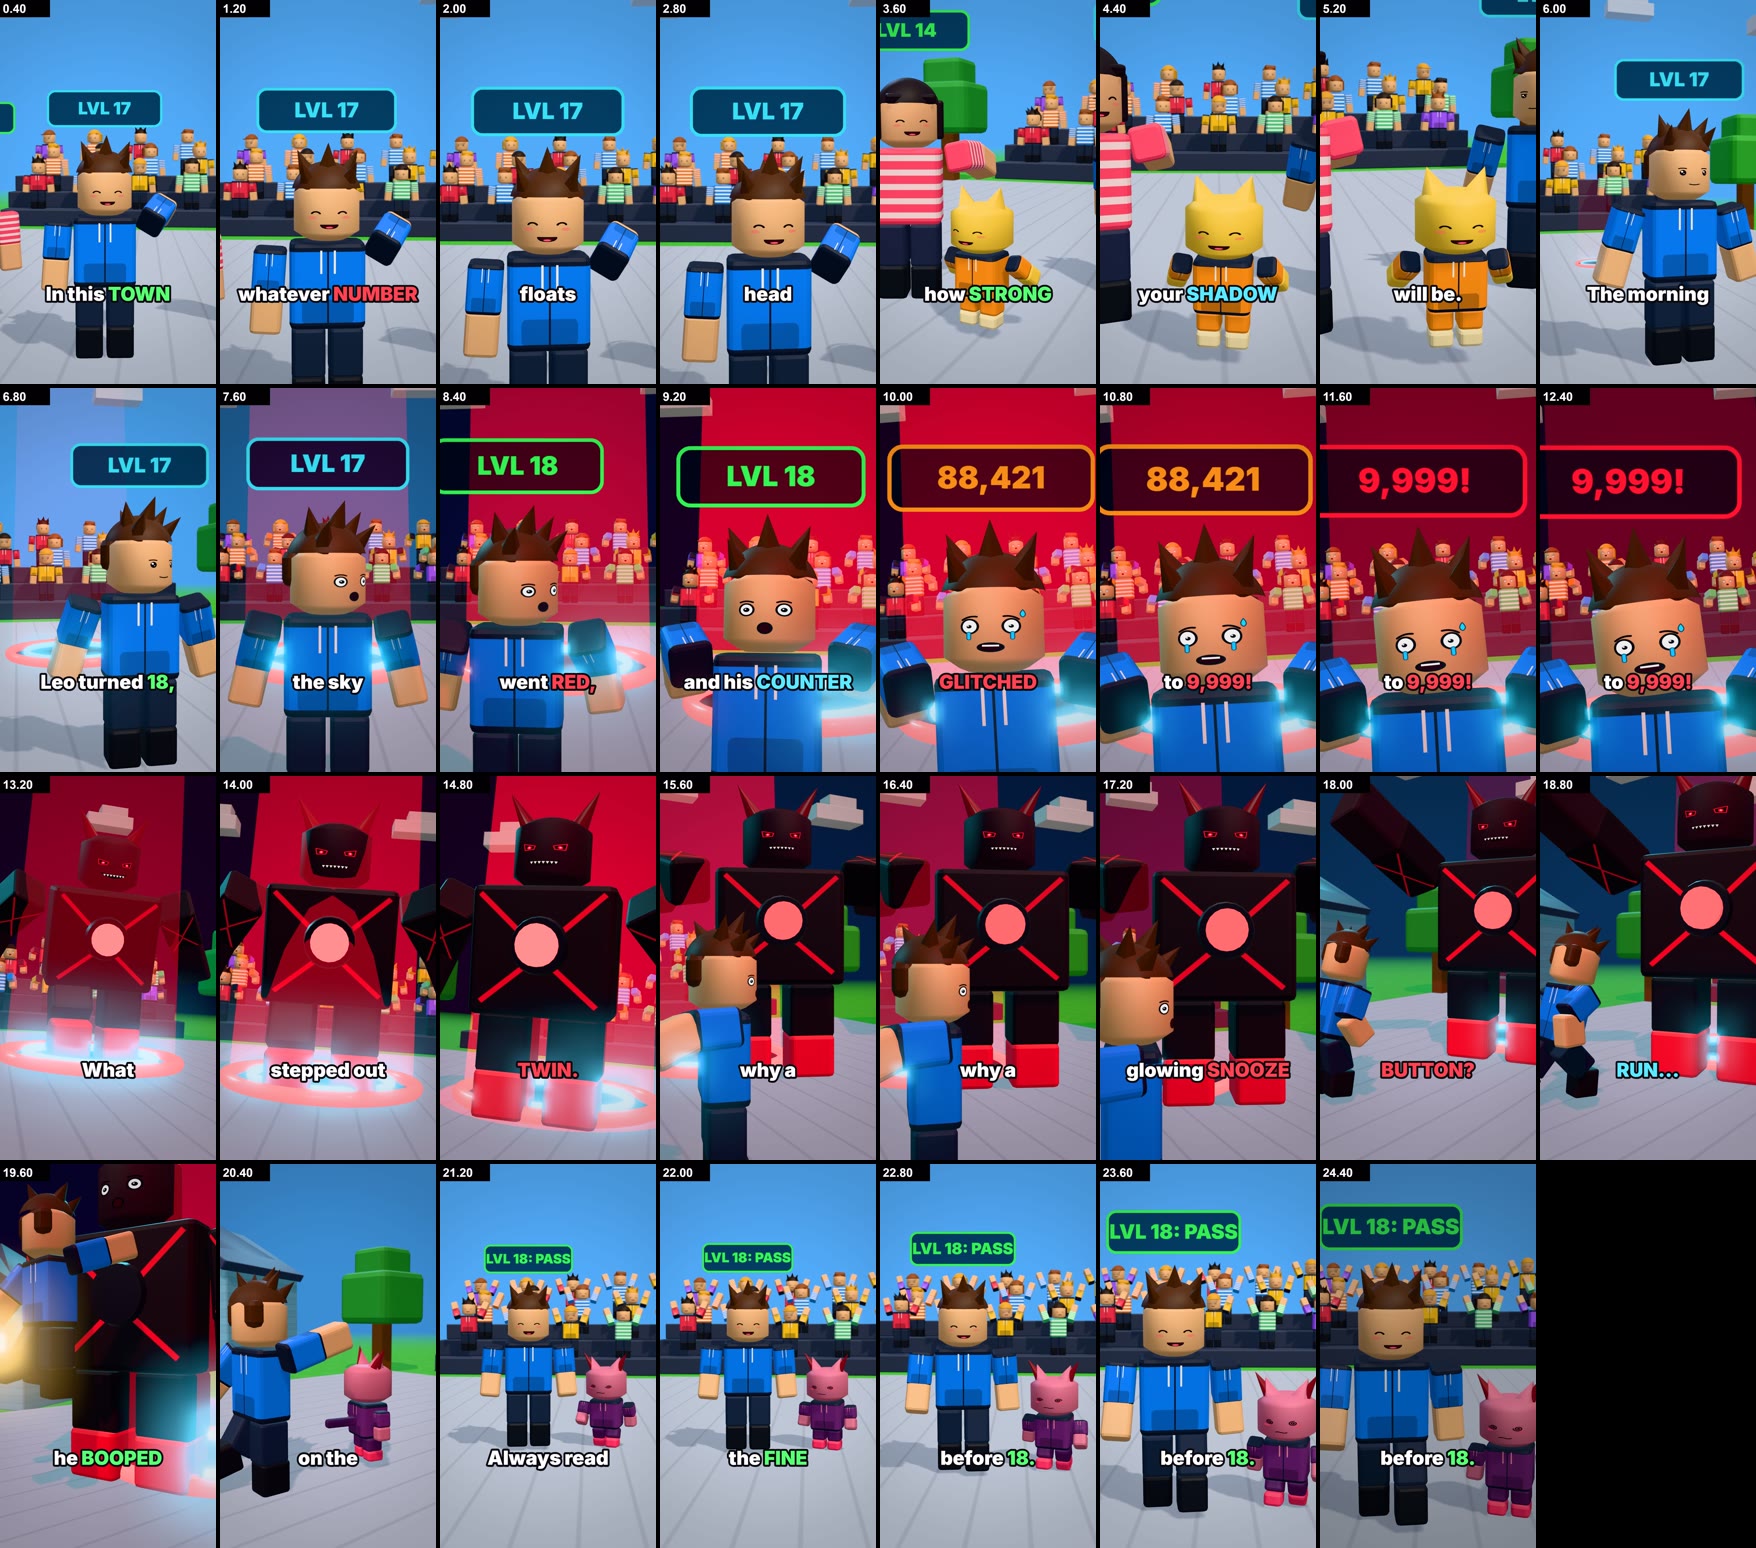 0.40
LVL 17
In this TOWN
1.20
LVL 17
whatever NUMBER
2.00
LVL 17
floats
2.80
LVL 17
head
3.60
LVL 14
how STRONG
4.40
your SHADOW
5.20
will be.
6.00
LVL 17
The morning
6.80
LVL 17
Leo turned 18,
7.60
LVL 17
the sky
8.40
LVL 18
went RED,
9.20
LVL 18
and his COUNTER
10.00
88,421
GLITCHED
10.80
88,421
to 9,999!
11.60
9,999!
to 9,999!
12.40
9,999!
to 9,999!
13.20
What
14.00
stepped out
14.80
TWIN.
15.60
why a
16.40
why a
17.20
glowing SNOOZE
18.00
BUTTON?
18.80
RUN...
19.60
he BOOPED
20.40
on the
21.20
LVL 18: PASS
Always read
22.00
LVL 18: PASS
the FINE
22.80
LVL 18: PASS
before 18.
23.60
LVL 18: PASS
before 18.
24.40
LVL 18: PASS
before 18.